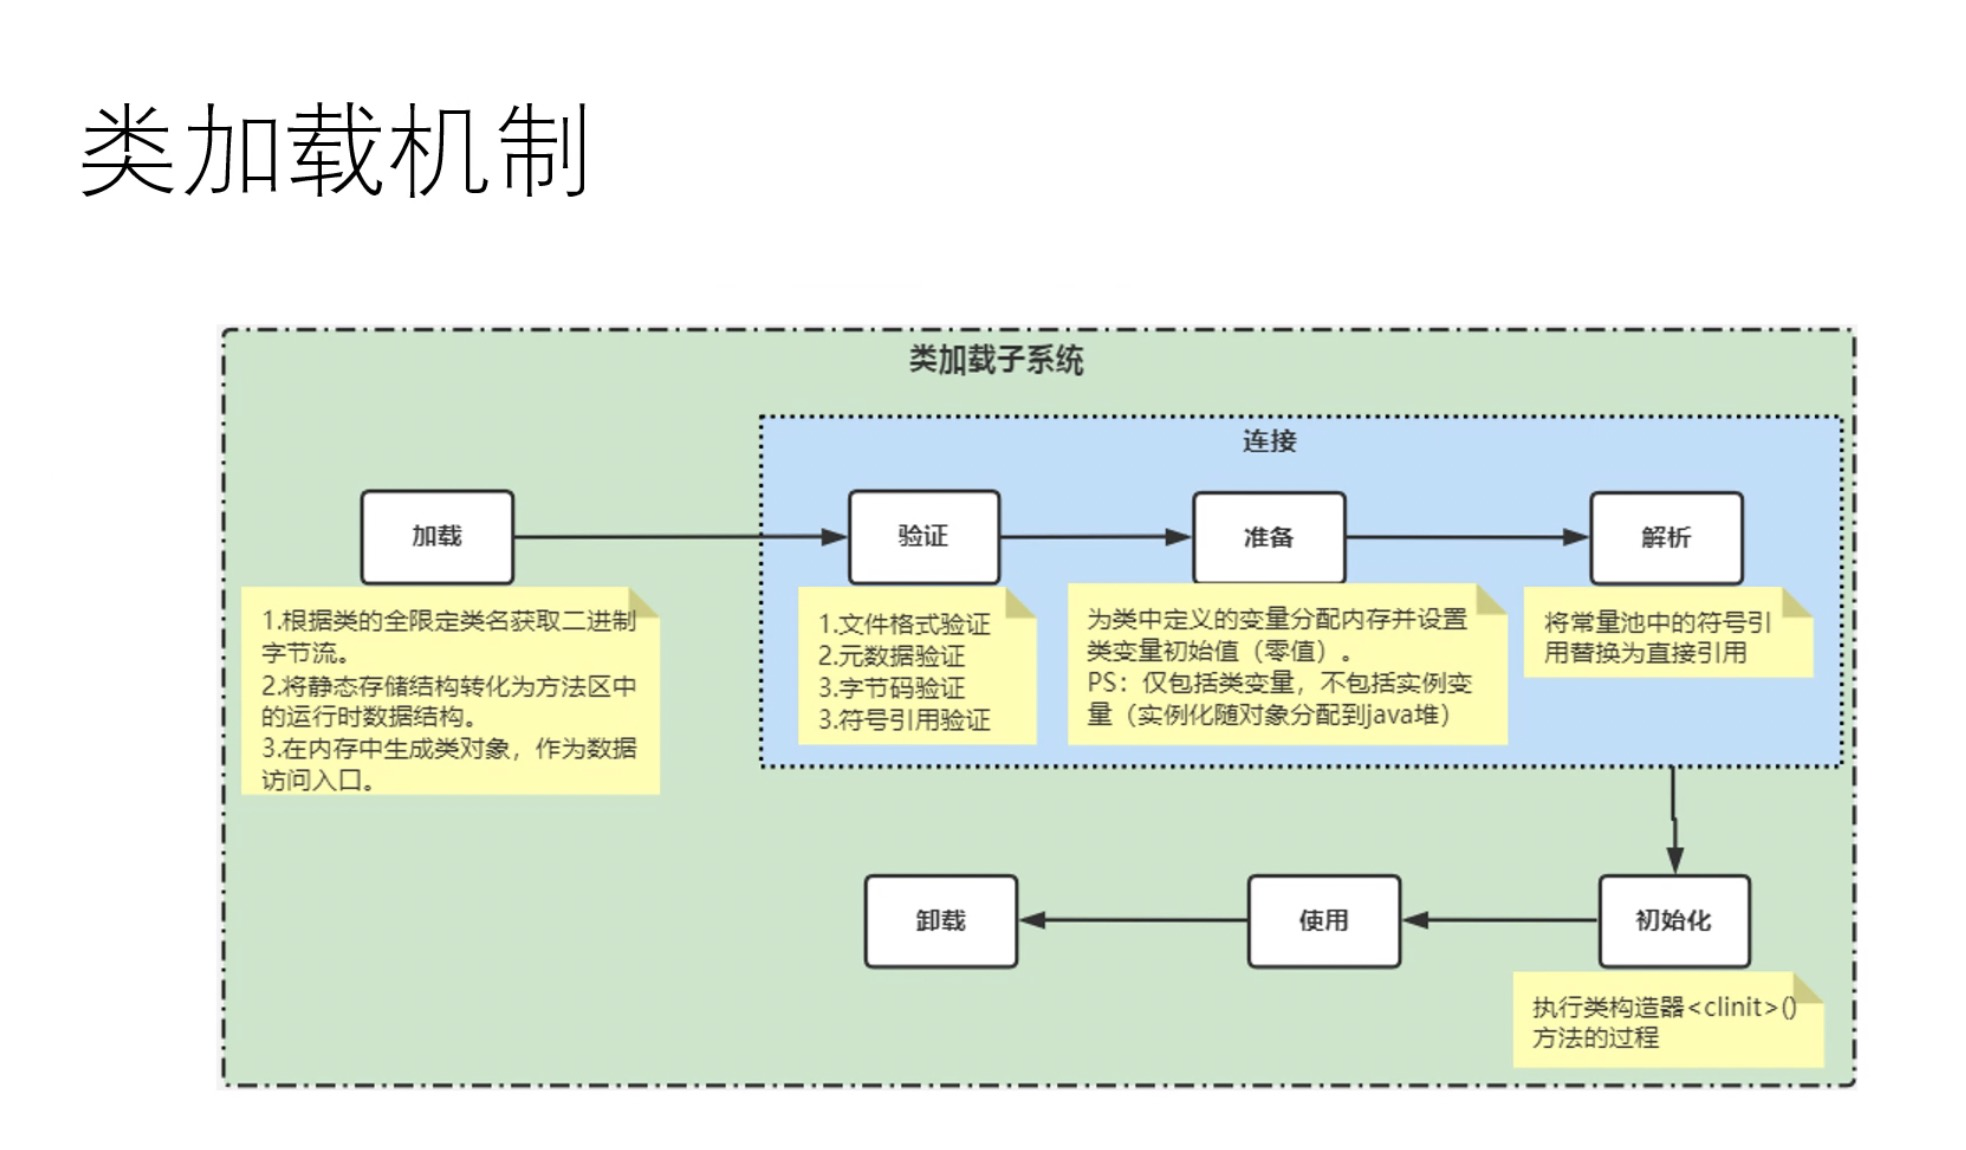 类加载机制
类加载子系统
连接
加载
验证
准备
解析
1.根据类的全限定类名获取二进制
字节流。
2.将静态存储结构转化为方法区中
的运行时数据结构。
3.在内存中生成类对象，作为数据
访问入口。
1.文件格式验证
2.元数据验证
3.字节码验证
3.符号引用验证
为类中定义的变量分配内存并设置
类变量初始值（零值）。
PS：仅包括类变量，不包括实例变
量（实例化随对象分配到java堆）
将常量池中的符号引
用替换为直接引用
卸载
使用
初始化
执行类构造器<clinit>()
方法的过程